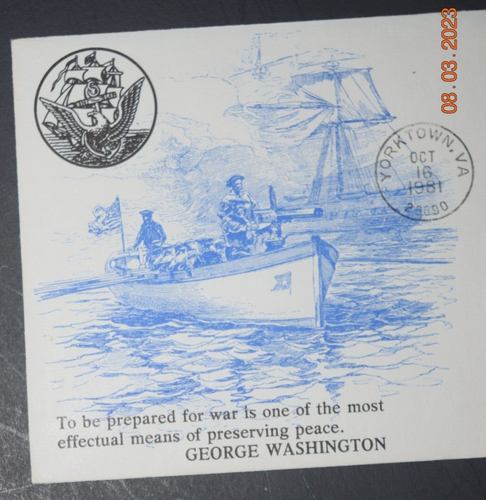 08.03.2023
YORKTOWN, VA
OCT
16
1981
23690
To be prepared for war is one of the most
effectual means of preserving peace.
GEORGE WASHINGTON